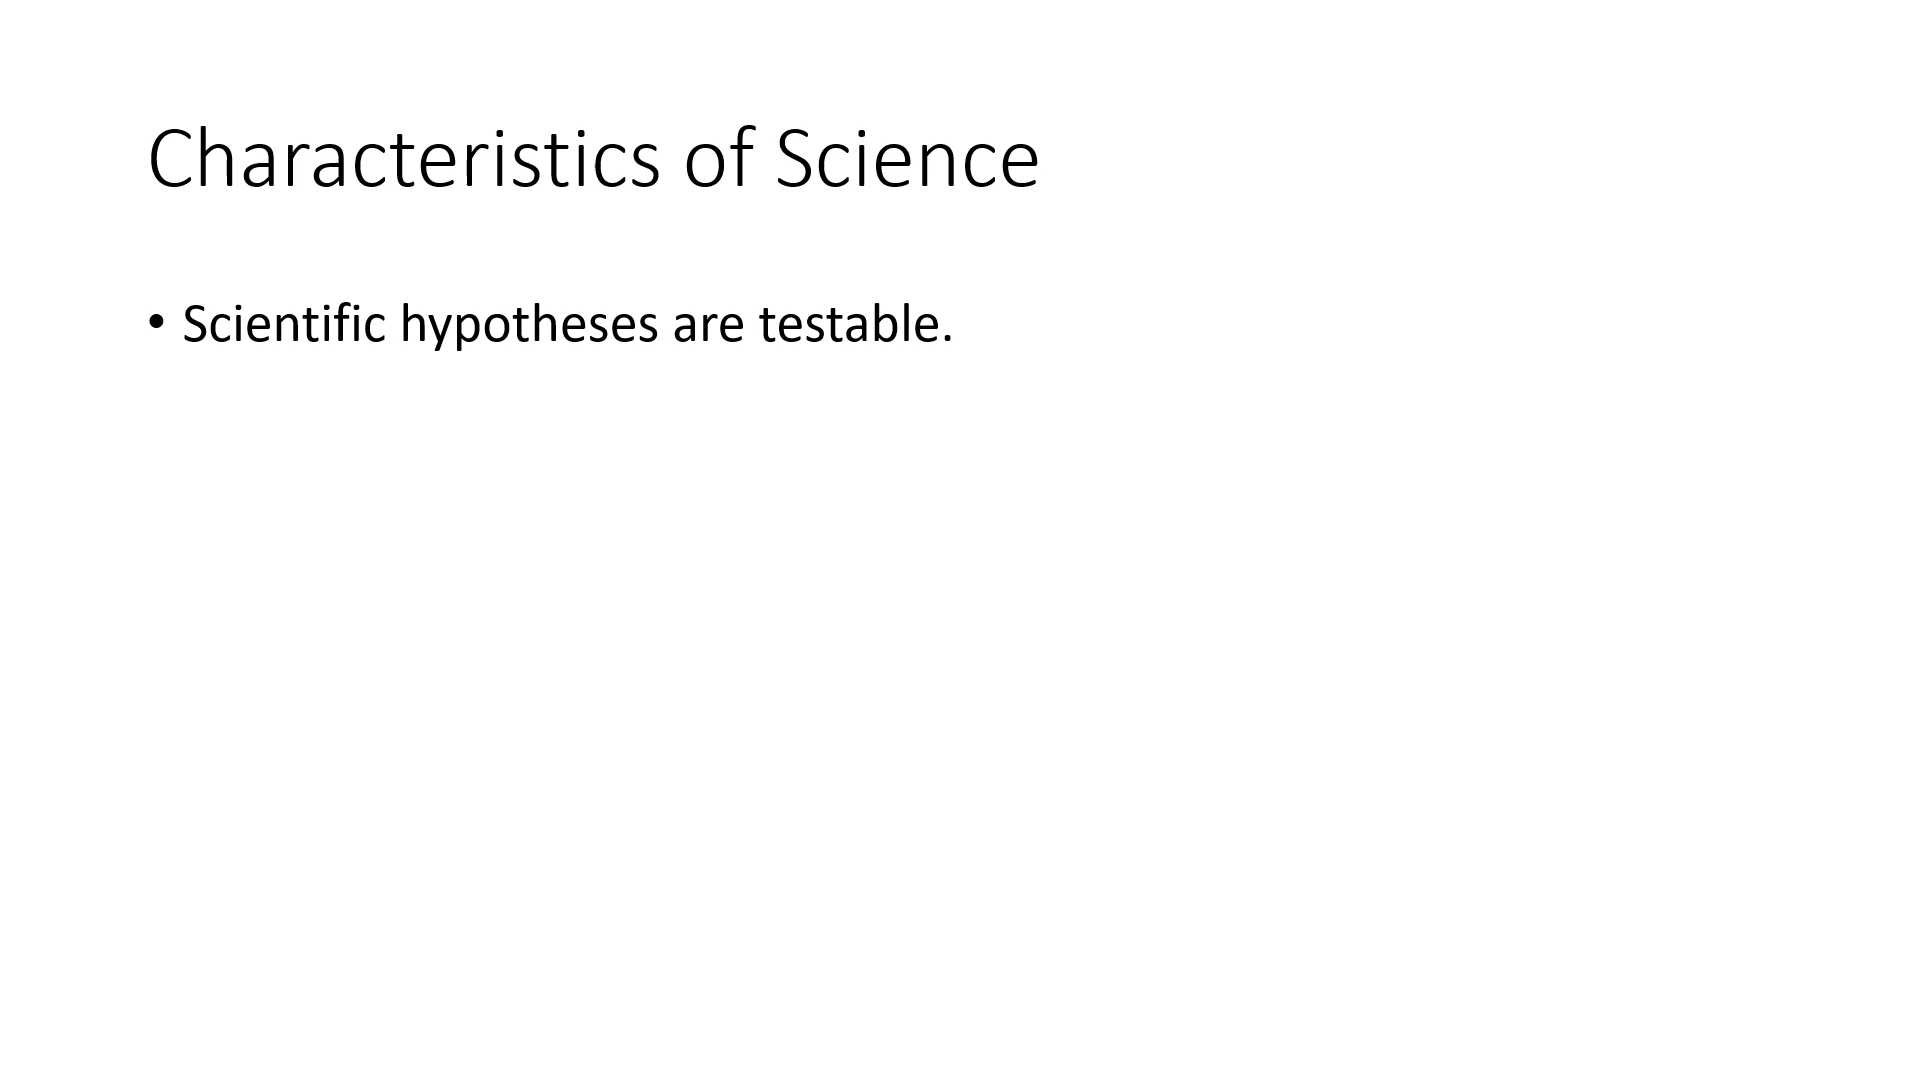 Characteristics of Science
• Scientific hypotheses are testable.